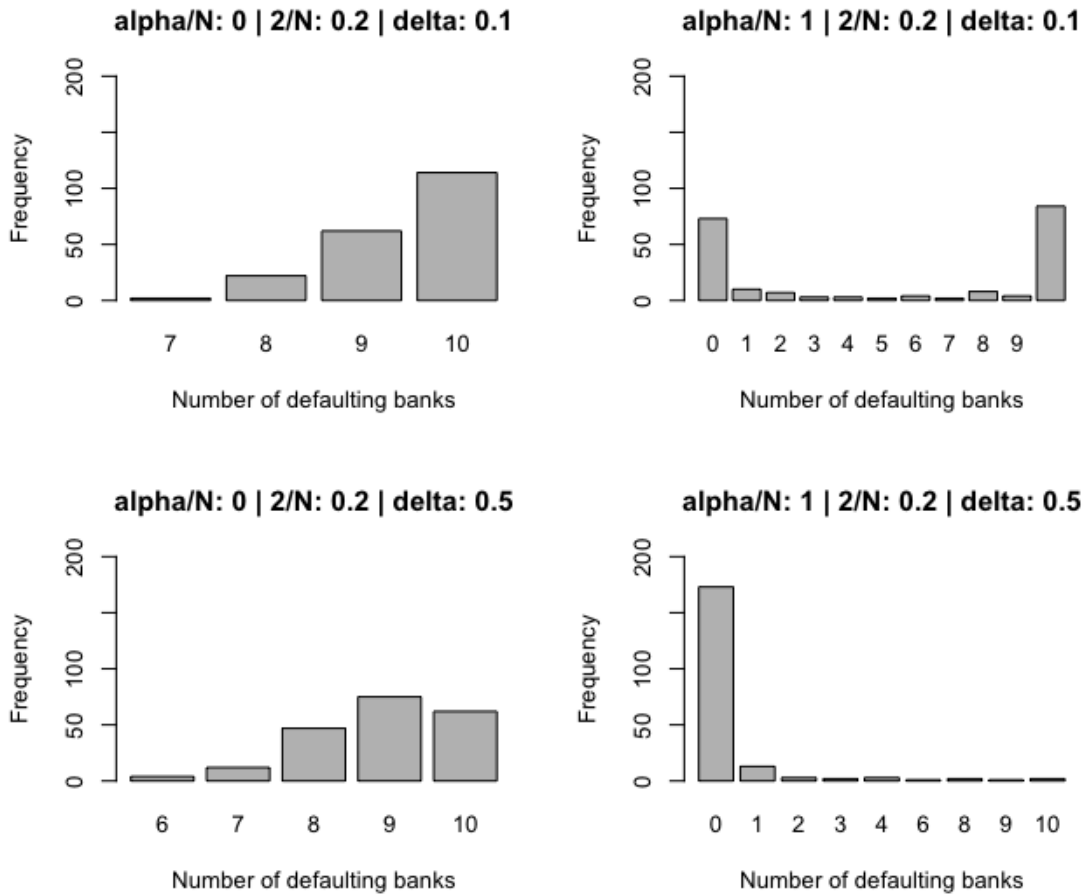 alpha/N: 0 | 2/N: 0.2 | delta: 0.1
Frequency
200
100
50
0
7 8 9 10
Number of defaulting banks
alpha/N: 1 | 2/N: 0.2 | delta: 0.1
Frequency
200
100
50
0
0 1 2 3 4 5 6 7 8 9
Number of defaulting banks
alpha/N: 0 | 2/N: 0.2 | delta: 0.5
Frequency
200
100
50
0
6 7 8 9 10
Number of defaulting banks
alpha/N: 1 | 2/N: 0.2 | delta: 0.5
Frequency
200
100
50
0
0 1 2 3 4 6 8 9 10
Number of defaulting banks